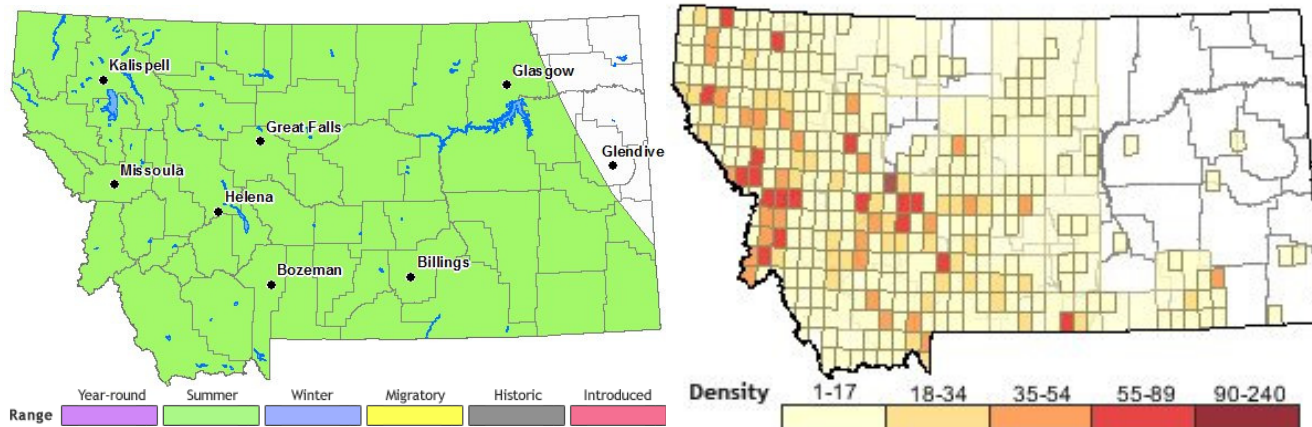 Kalispell
Glasgow
Great Falls
Glendive
Missoula
Helena
Bozeman
Billings
Year-round Summer Winter Migratory Historic Introduced
Range
Density 1-17 18-34 35-54 55-89 90-240